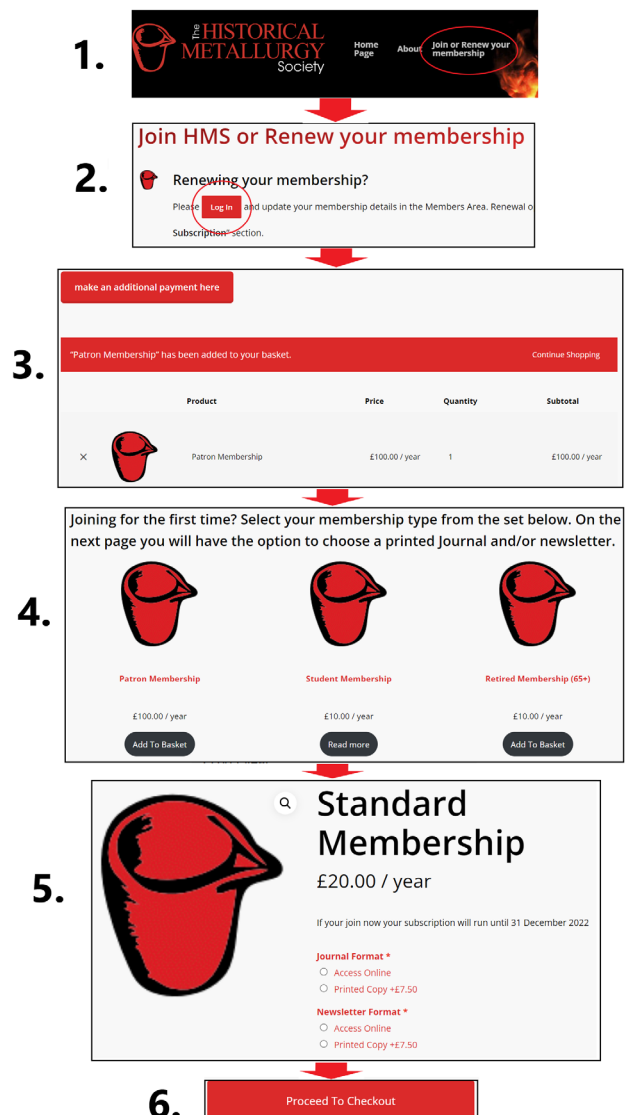 1.
The HISTORICAL
METALLURGY
Society
Home Page
About
Join or Renew your membership
2.
Join HMS or Renew your membership
Renewing your membership?
Please Log In and update your membership details in the Members Area. Renewal o
Subscription" section.
3.
make an additional payment here
"Patron Membership" has been added to your basket. Continue Shopping
Product Price Quantity Subtotal
× Patron Membership £100.00 / year 1 £100.00 / year
4.
Joining for the first time? Select your membership type from the set below. On the
next page you will have the option to choose a printed Journal and/or newsletter.
Patron Membership Student Membership Retired Membership (65+)
£100.00 / year £10.00 / year £10.00 / year
Add To Basket Read more Add To Basket
5.
Standard
Membership
£20.00 / year
If your join now your subscription will run until 31 December 2022
Journal Format *
Access Online
Printed Copy +£7.50
Newsletter Format *
Access Online
Printed Copy +£7.50
6.
Proceed To Checkout